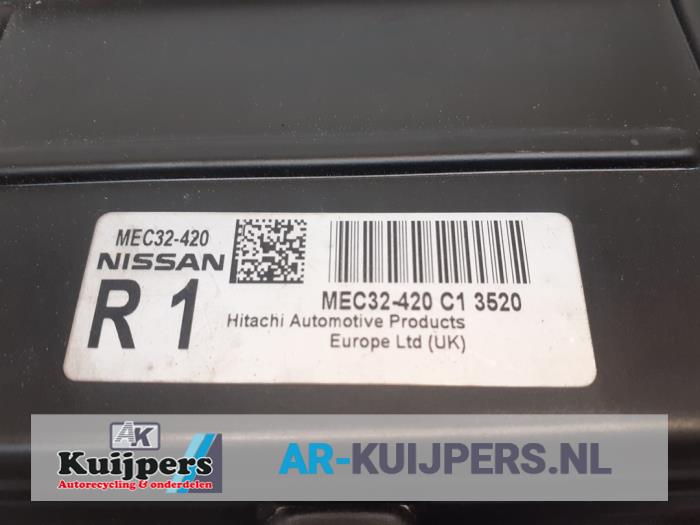 MEC32-420
NISSAN
R 1
MEC32-420 C1 3520
Hitachi Automotive Products
Europe Ltd (UK)
AK
Kuijpers
Autorecycling & onderdelen
AR-KUIJPERS.NL